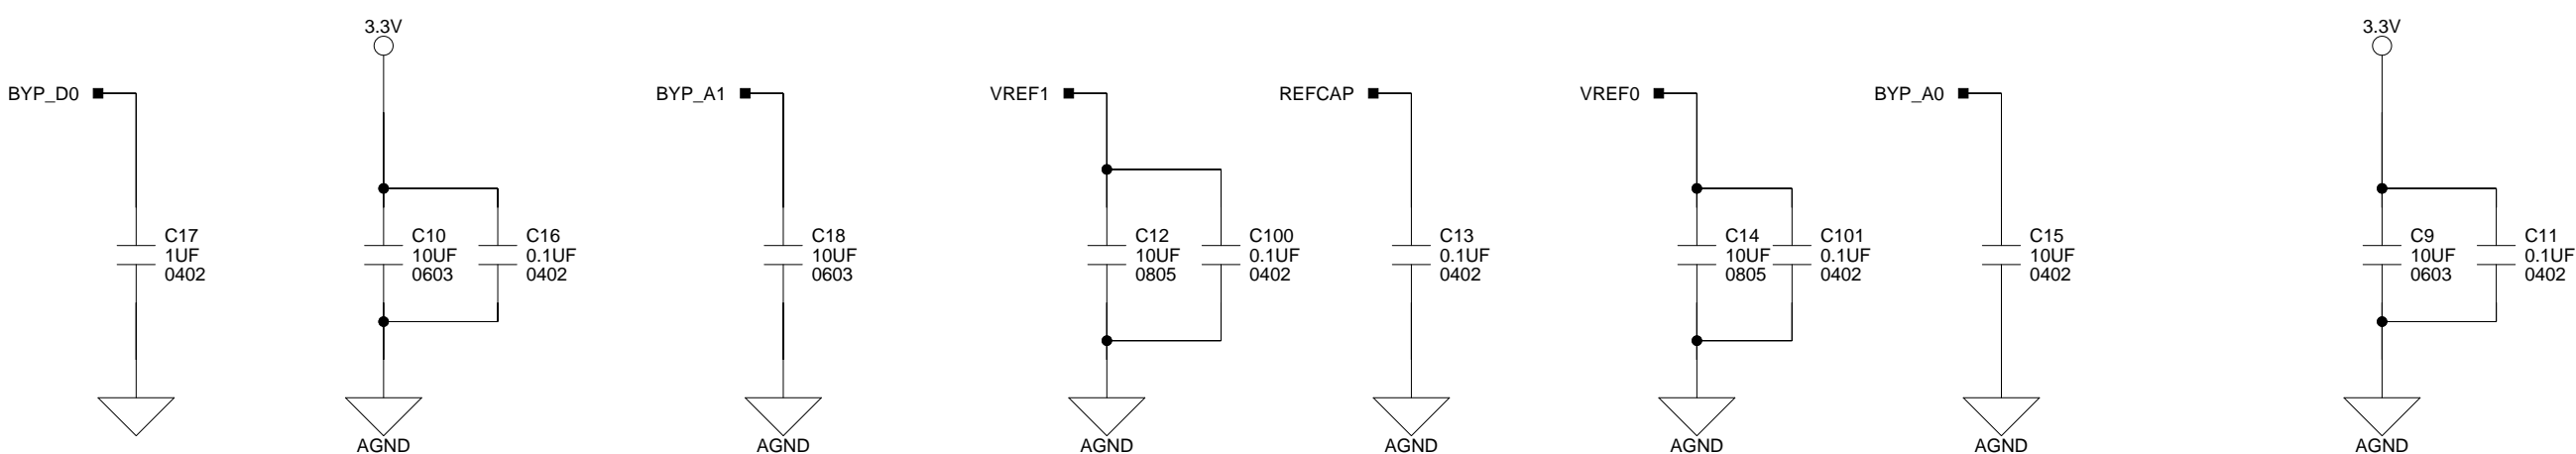 3.3V
3.3V
BYP_D0
BYP_A1
VREF1
REFCAP
VREF0
BYP_A0
C17
1UF
0402
C10
10UF
0603
C16
0.1UF
0402
C18
10UF
0603
C12
10UF
0805
C100
0.1UF
0402
C13
0.1UF
0402
C14
10UF
0805
C101
0.1UF
0402
C15
10UF
0402
C9
10UF
0603
C11
0.1UF
0402
AGND
AGND
AGND
AGND
AGND
AGND
AGND